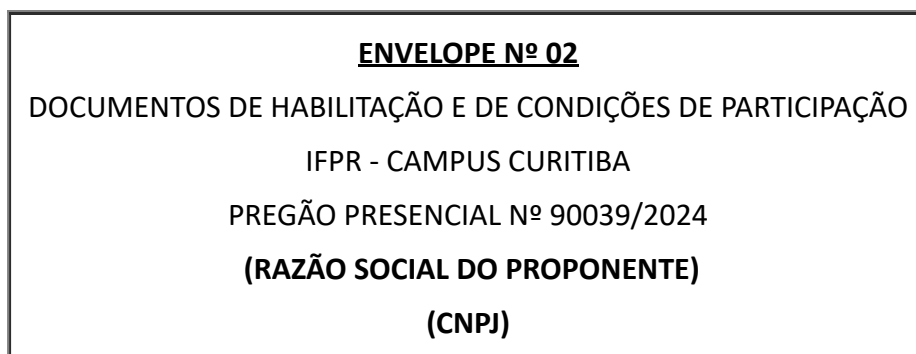 ENVELOPE Nº 02
DOCUMENTOS DE HABILITAÇÃO E DE CONDIÇÕES DE PARTICIPAÇÃO
IFPR - CAMPUS CURITIBA
PREGÃO PRESENCIAL Nº 90039/2024
(RAZÃO SOCIAL DO PROPONENTE)
(CNPJ)